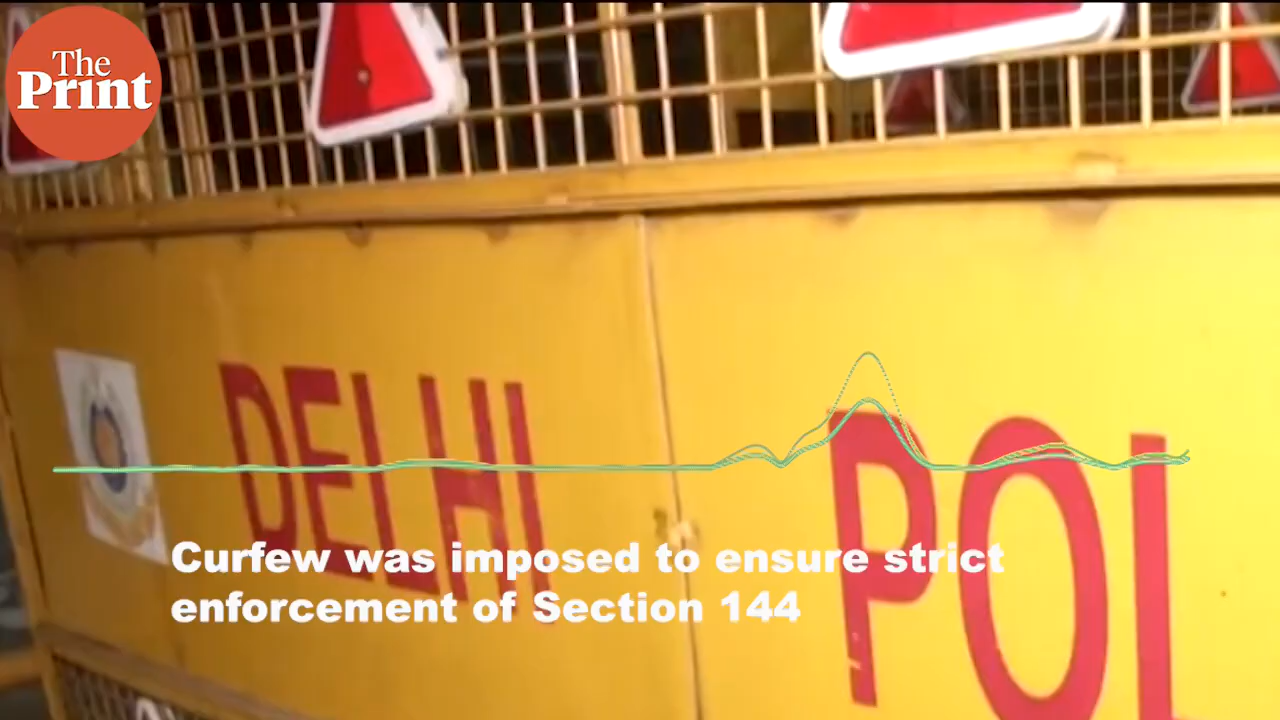 The
Print
DELHI POL
Curfew was imposed to ensure strict
enforcement of Section 144